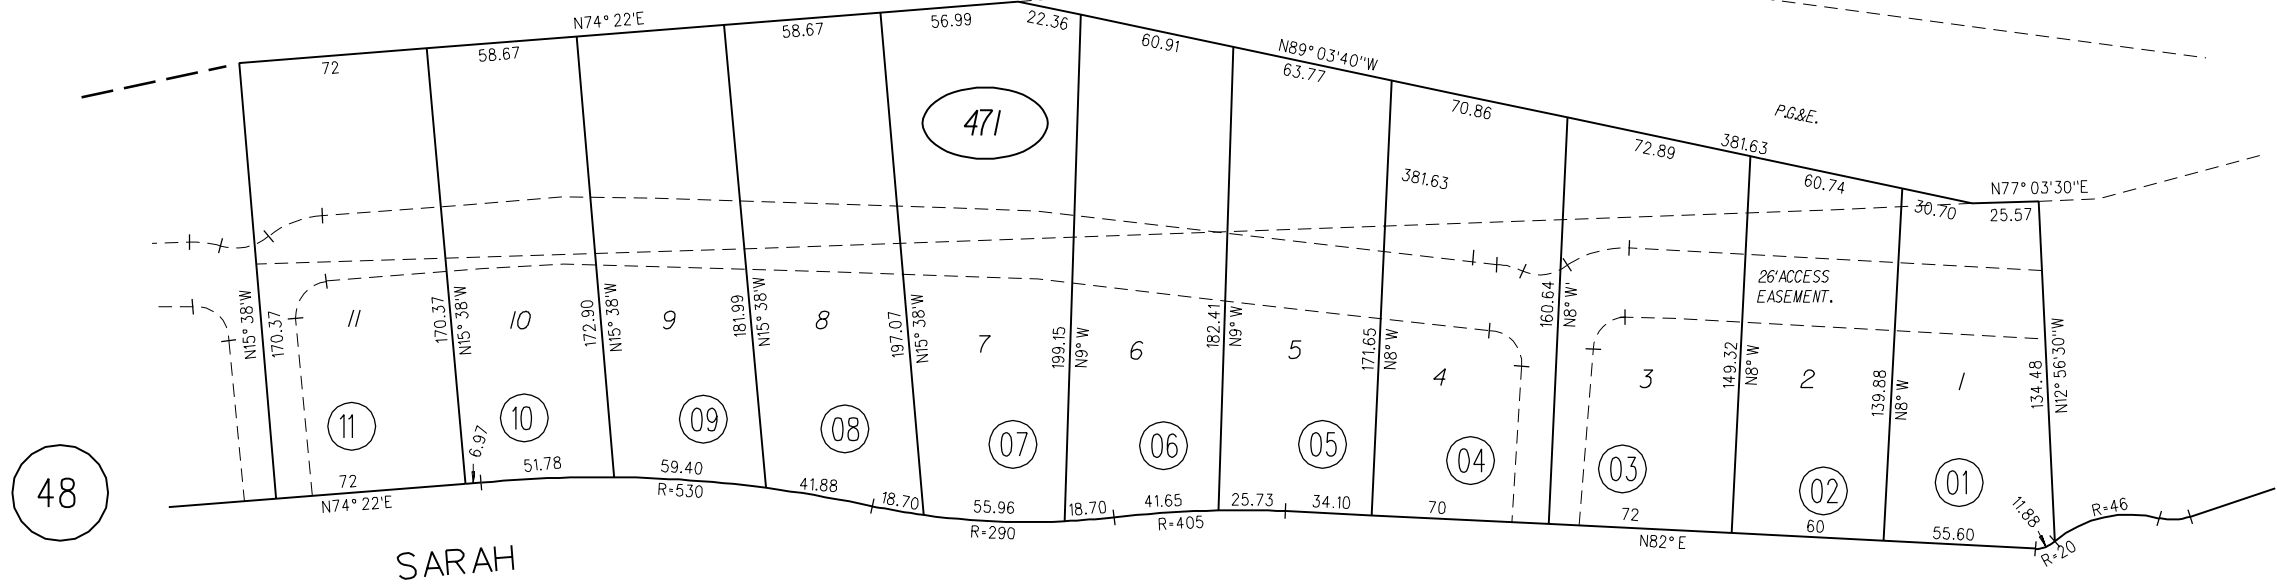 N74° 22'E
72
58.67
58.67
56.99
22.36
60.91
N89° 03'40"W
63.77
70.86
P.G.&E.
72.89
381.63
381.63
60.74
30.70
N77° 03'30"E
25.57
471
26' ACCESS
EASEMENT.
N15° 38'W
170.37
11
170.37
N15° 38'W
10
172.90
N15° 38'W
9
181.99
N15° 38'W
8
197.07
N15° 38'W
7
199.15
N9° W
6
182.41
N9° W
5
171.65
N8° W
4
160.64
N8° W'
3
149.32
N8° W
2
139.88
N8° W
1
134.48
N12° 56'30"W
11
10
09
08
07
06
05
04
03
02
01
48
72
N74° 22'E
6.97
51.78
59.40
R=530
41.88
18.70
55.96
R=290
18.70
41.65
R=405
25.73
34.10
70
72
N82° E
60
55.60
11.88
R=20
R=46
SARAH